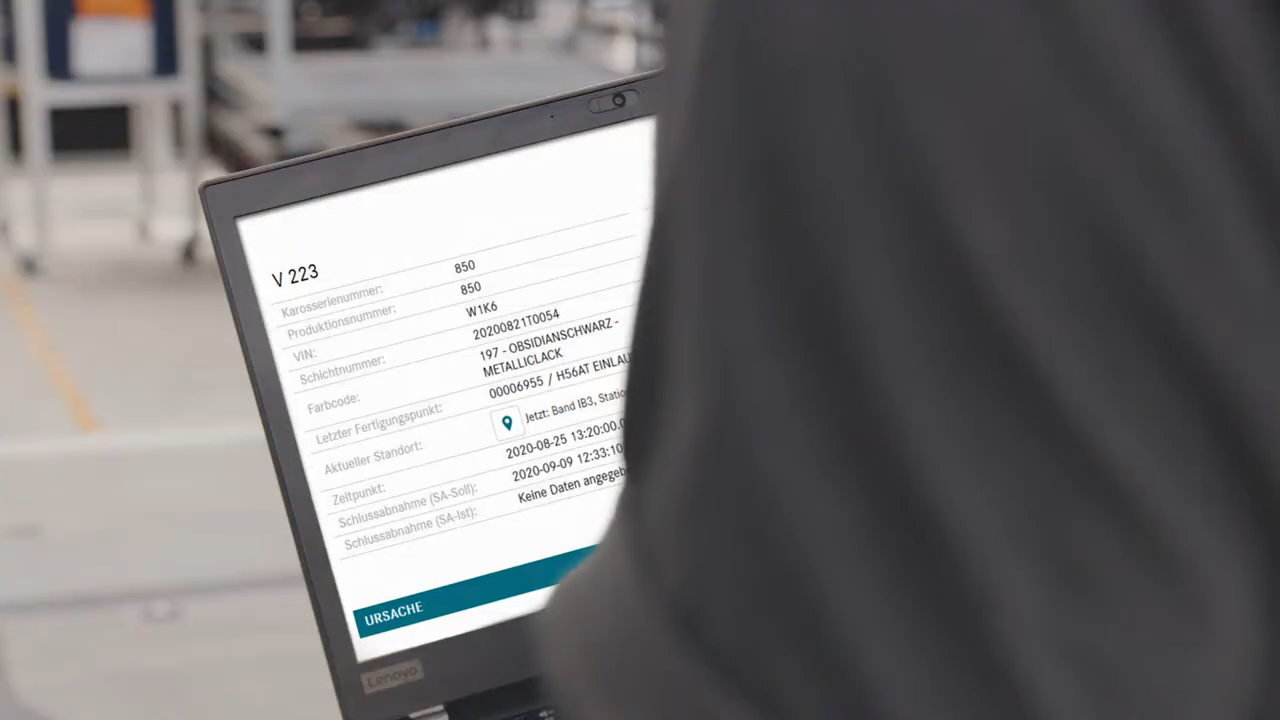 V 223
Karosserienummer: 850
Produktionsnummer: 850
VIN: W1K6
Schichtnummer: 20200821T0054
Farbcode: 197 - OBSIDIANSCHWARZ -
METALLICLACK
Letzter Fertigungspunkt: 00006955 / H56AT EINLAU
Aktueller Standort: Jetzt: Band IB3, Statio
Zeitpunkt: 2020-08-25 13:20:00.0
Schlussabnahme (SA-Soll): 2020-09-09 12:33:10
Schlussabnahme (SA-Ist): Keine Daten angegeb
URSACHE
Lenovo